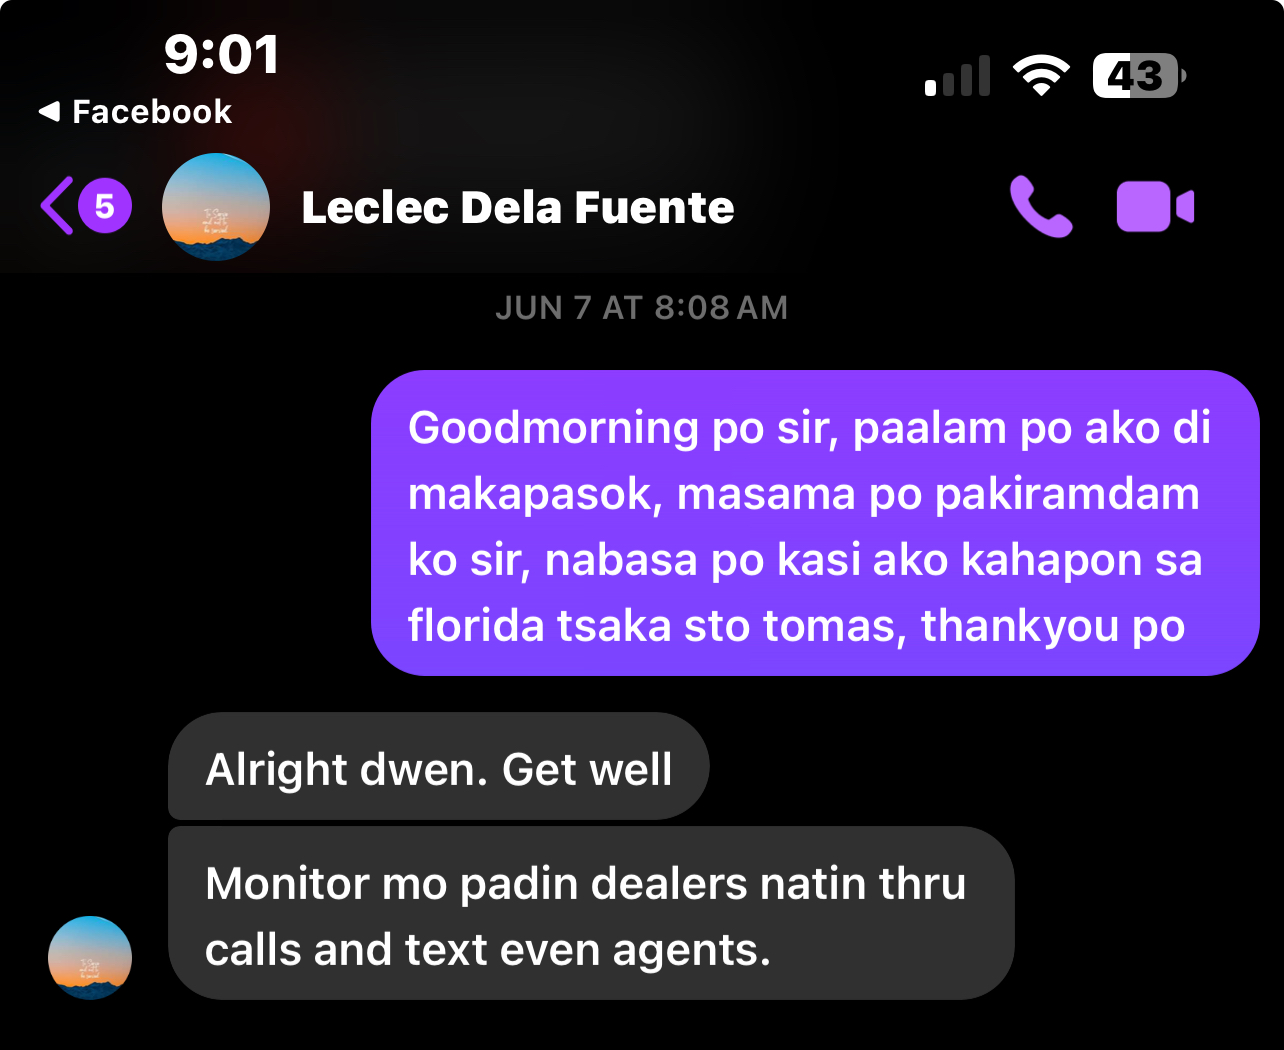 9:01
43
◀ Facebook
5
Leclec Dela Fuente
JUN 7 AT 8:08 AM
Goodmorning po sir, paalam po ako di
makapasok, masama po pakiramdam
ko sir, nabasa po kasi ako kahapon sa
florida tsaka sto tomas, thankyou po
Alright dwen. Get well
Monitor mo padin dealers natin thru
calls and text even agents.